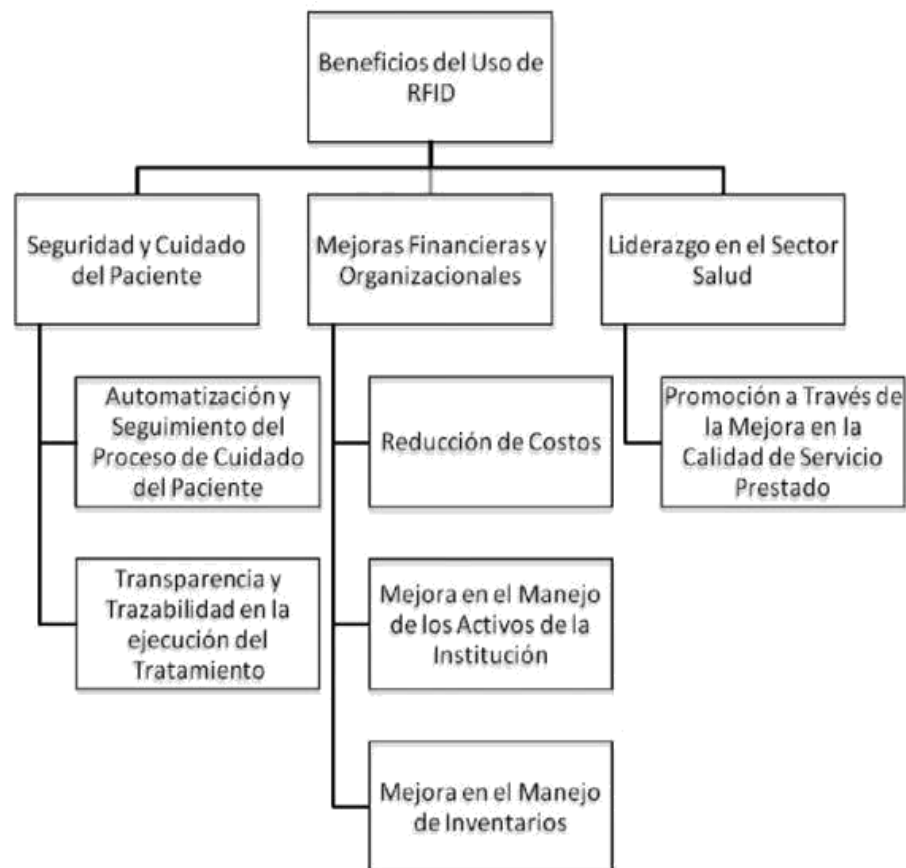 Beneficios del Uso de
RFID
Seguridad y Cuidado
del Paciente
Mejoras Financieras y
Organizacionales
Liderazgo en el Sector
Salud
Automatización y
Seguimiento del
Proceso de Cuidado
del Paciente
Reducción de Costos
Promoción a Través de
la Mejora en la
Calidad de Servicio
Prestado
Transparencia y
Trazabilidad en la
ejecución del
Tratamiento
Mejora en el Manejo
de los Activos de la
Institución
Mejora en el Manejo
de Inventarios